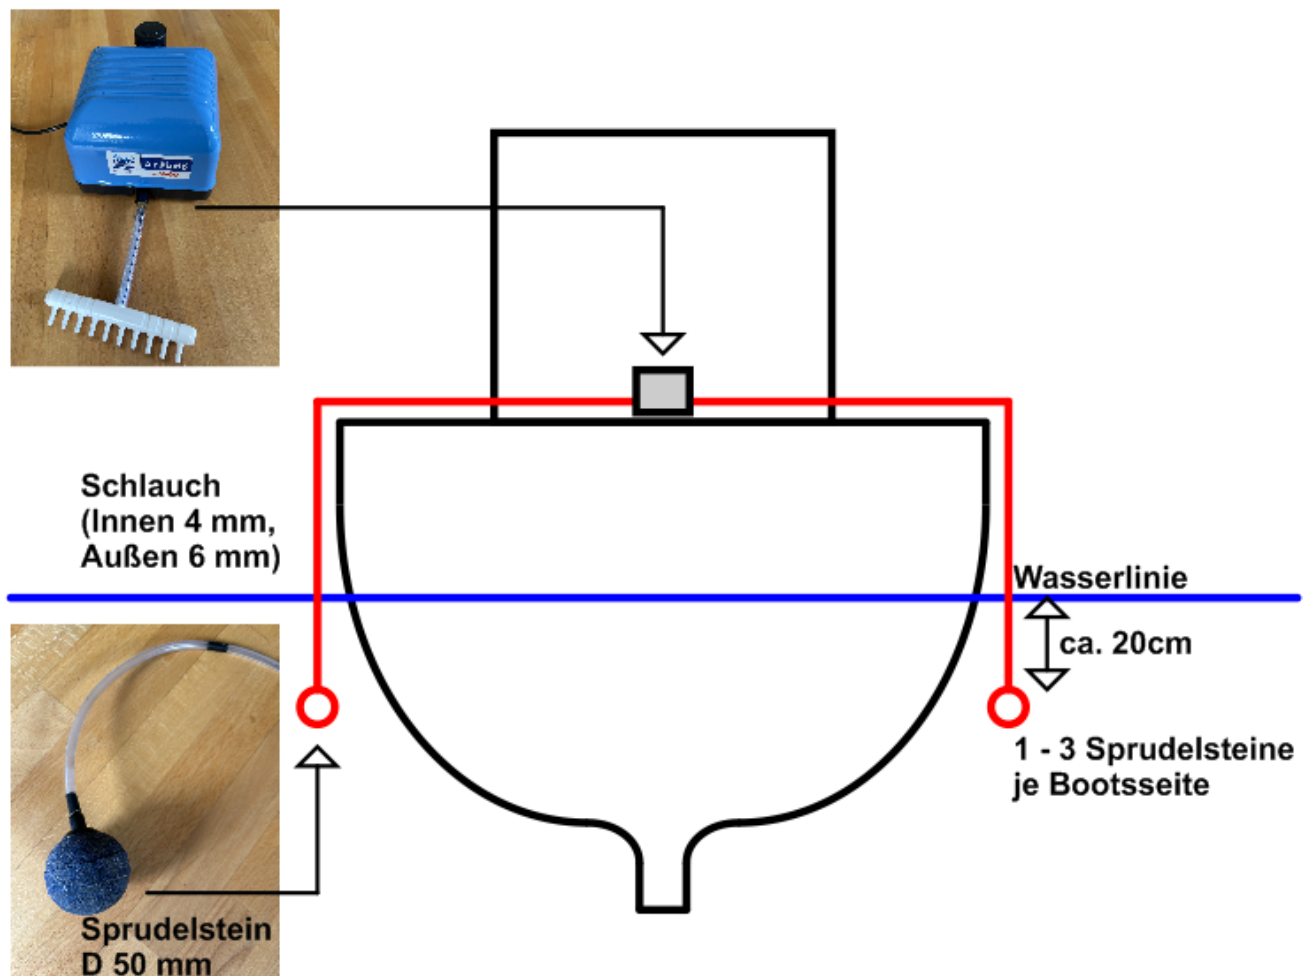 Schlauch
(Innen 4 mm,
Außen 6 mm)
Wasserlinie
ca. 20cm
1 - 3 Sprudelsteine
je Bootsseite
Sprudelstein
D 50 mm